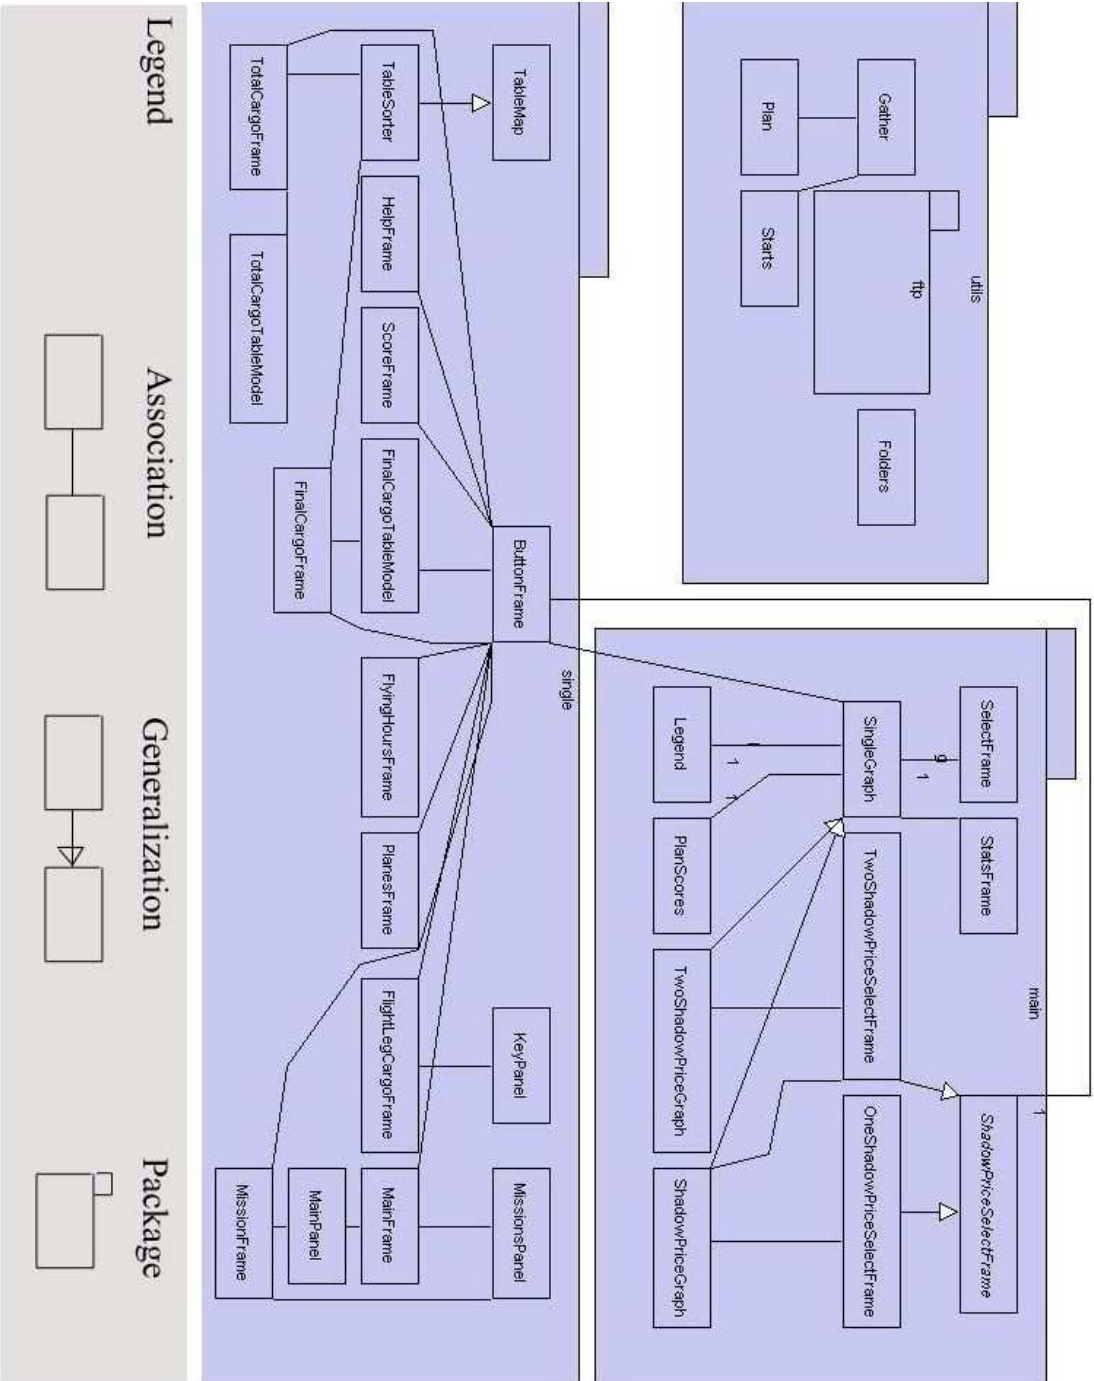 utils
Gather
Plan
ftp
Starts
Folders
main
SelectFrame
StatsFrame
ShadowPriceSelectFrame
1
g
1
SingleGraph
TwoShadowPriceSelectFrame
OneShadowPriceSelectFrame
l
1
1
Legend
PlanScores
TwoShadowPriceGraph
ShadowPriceGraph
single
TableMap
ButtonFrame
KeyPanel
MissionsPanel
TableSorter
HelpFrame
ScoreFrame
FinalCargoTableModel
FlyingHoursFrame
PlanesFrame
FlightLegCargoFrame
MainFrame
MainPanel
FinalCargoFrame
TotalCargoFrame
TotalCargoTableModel
MissionFrame
Legend
Association
Generalization
Package